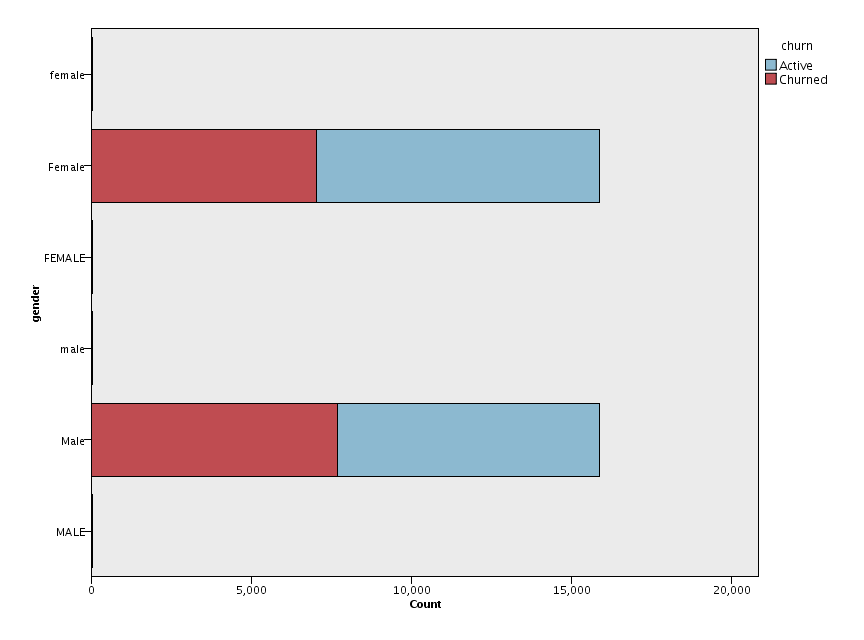 churn
Active
Churned
gender
female
Female
FEMALE
male
Male
MALE
0 5,000 10,000 15,000 20,000
Count